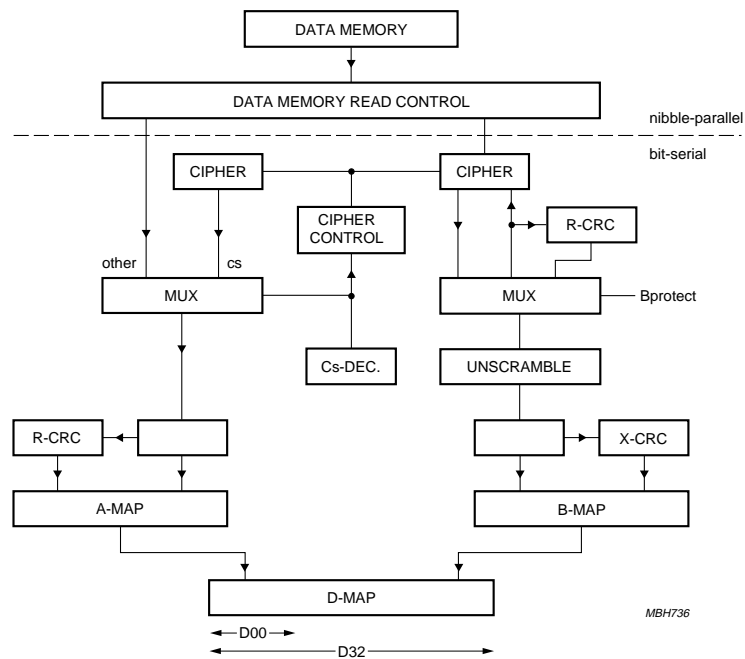 DATA MEMORY
DATA MEMORY READ CONTROL
nibble-parallel
bit-serial
CIPHER
CIPHER
CIPHER
CONTROL
R-CRC
other
cs
MUX
MUX
Bprotect
Cs-DEC.
UNSCRAMBLE
R-CRC
X-CRC
A-MAP
B-MAP
D-MAP
MBH736
D00
D32